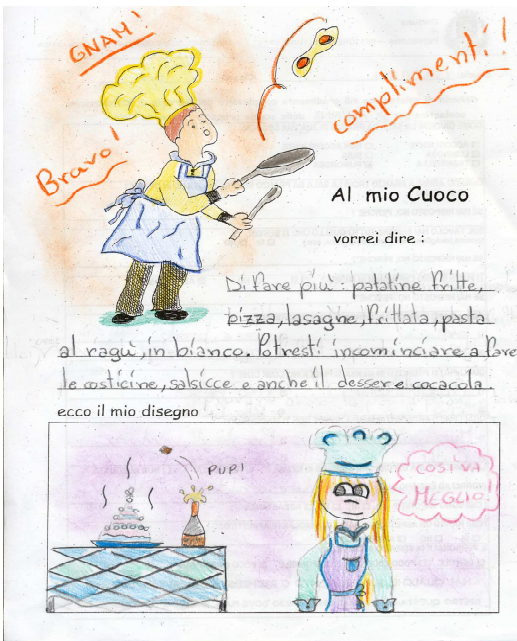 GNAM!
complimenti!
Bravo!
Al mio Cuoco
vorrei dire :
Di fare più: patatine fritte,
pizza, lasagne, frittata, pasta
al ragù, in bianco. Potresti incominciare a fare
le costicine, salsicce e anche il desser e cocacola.
ecco il mio disegno
PUP!
COSÌ VA
MEGLIO!